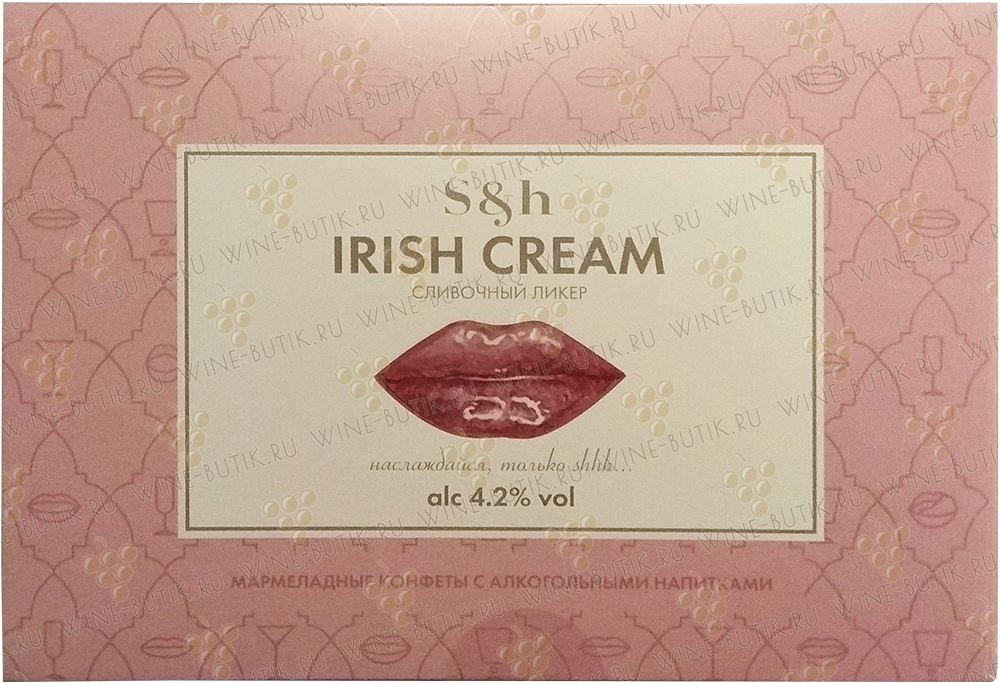 S&h
IRISH CREAM
СЛИВОЧНЫЙ ЛИКЕР
наслаждайся, только shhh...
alc 4.2% vol
МАРМЕЛАДНЫЕ КОНФЕТЫ С АЛКОГОЛЬНЫМИ НАПИТКАМИ
WINE-BUTIK.RU